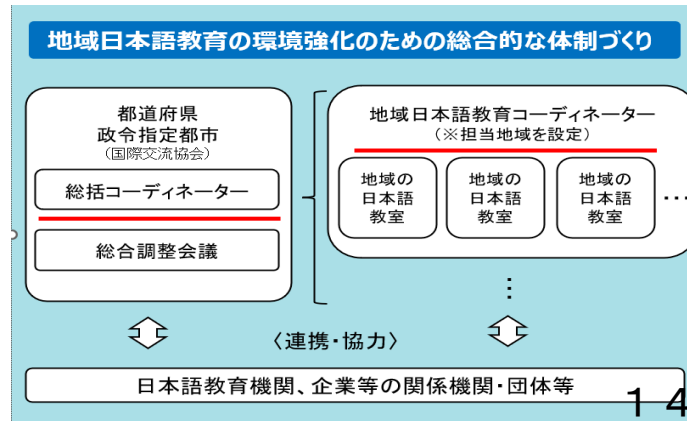 地域日本語教育の環境強化のための総合的な体制づくり
都道府県
政令指定都市
(国際交流協会)
総括コーディネーター
総合調整会議
地域日本語教育コーディネーター
(※担当地域を設定)
地域の
日本語
教室
地域の
日本語
教室
地域の
日本語
教室
…
⋮
〈連携・協力〉
日本語教育機関、企業等の関係機関・団体等
14